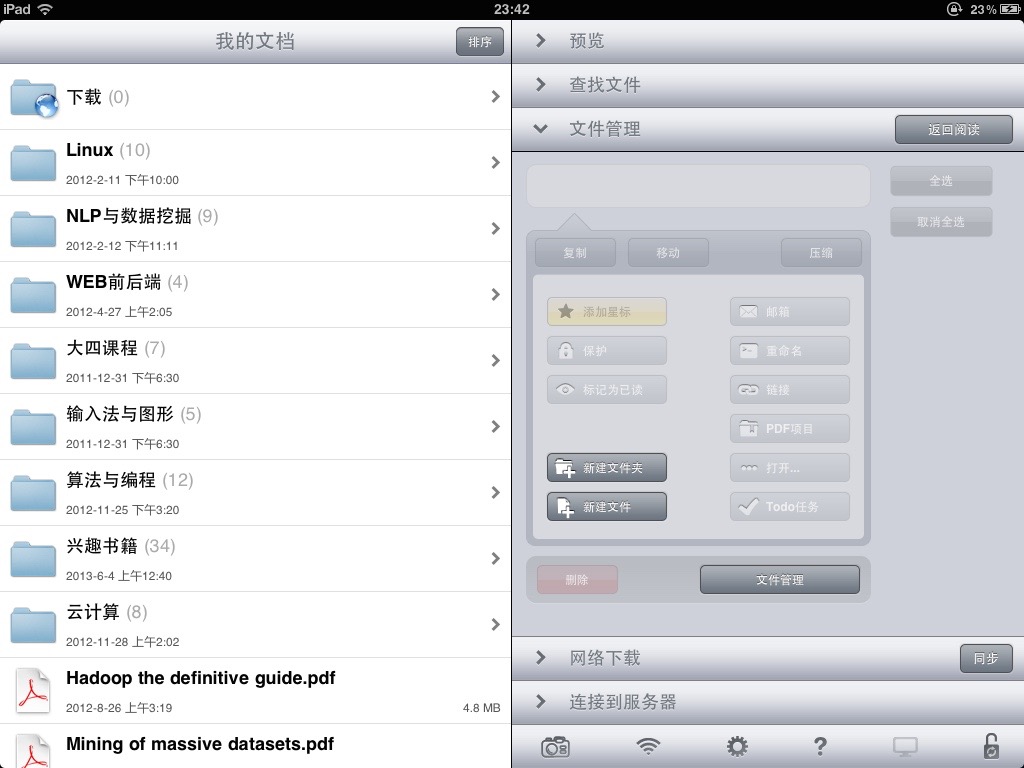 iPad
23:42
23%
我的文档
排序
下载 (0)
Linux (10)
2012-2-11 下午10:00
NLP与数据挖掘 (9)
2012-2-12 下午11:11
WEB前后端 (4)
2012-4-27 上午2:05
大四课程 (7)
2011-12-31 下午6:30
输入法与图形 (5)
2011-12-31 下午6:30
算法与编程 (12)
2012-11-25 下午3:20
兴趣书籍 (34)
2013-6-4 上午12:40
云计算 (8)
2012-11-28 上午2:02
Hadoop the definitive guide.pdf
2012-8-26 上午3:19
4.8 MB
Mining of massive datasets.pdf
预览
查找文件
文件管理
返回阅读
全选
取消全选
复制
移动
压缩
添加星标
邮箱
保护
重命名
标记为已读
链接
PDF项目
新建文件夹
打开...
新建文件
Todo任务
删除
文件管理
网络下载
同步
连接到服务器